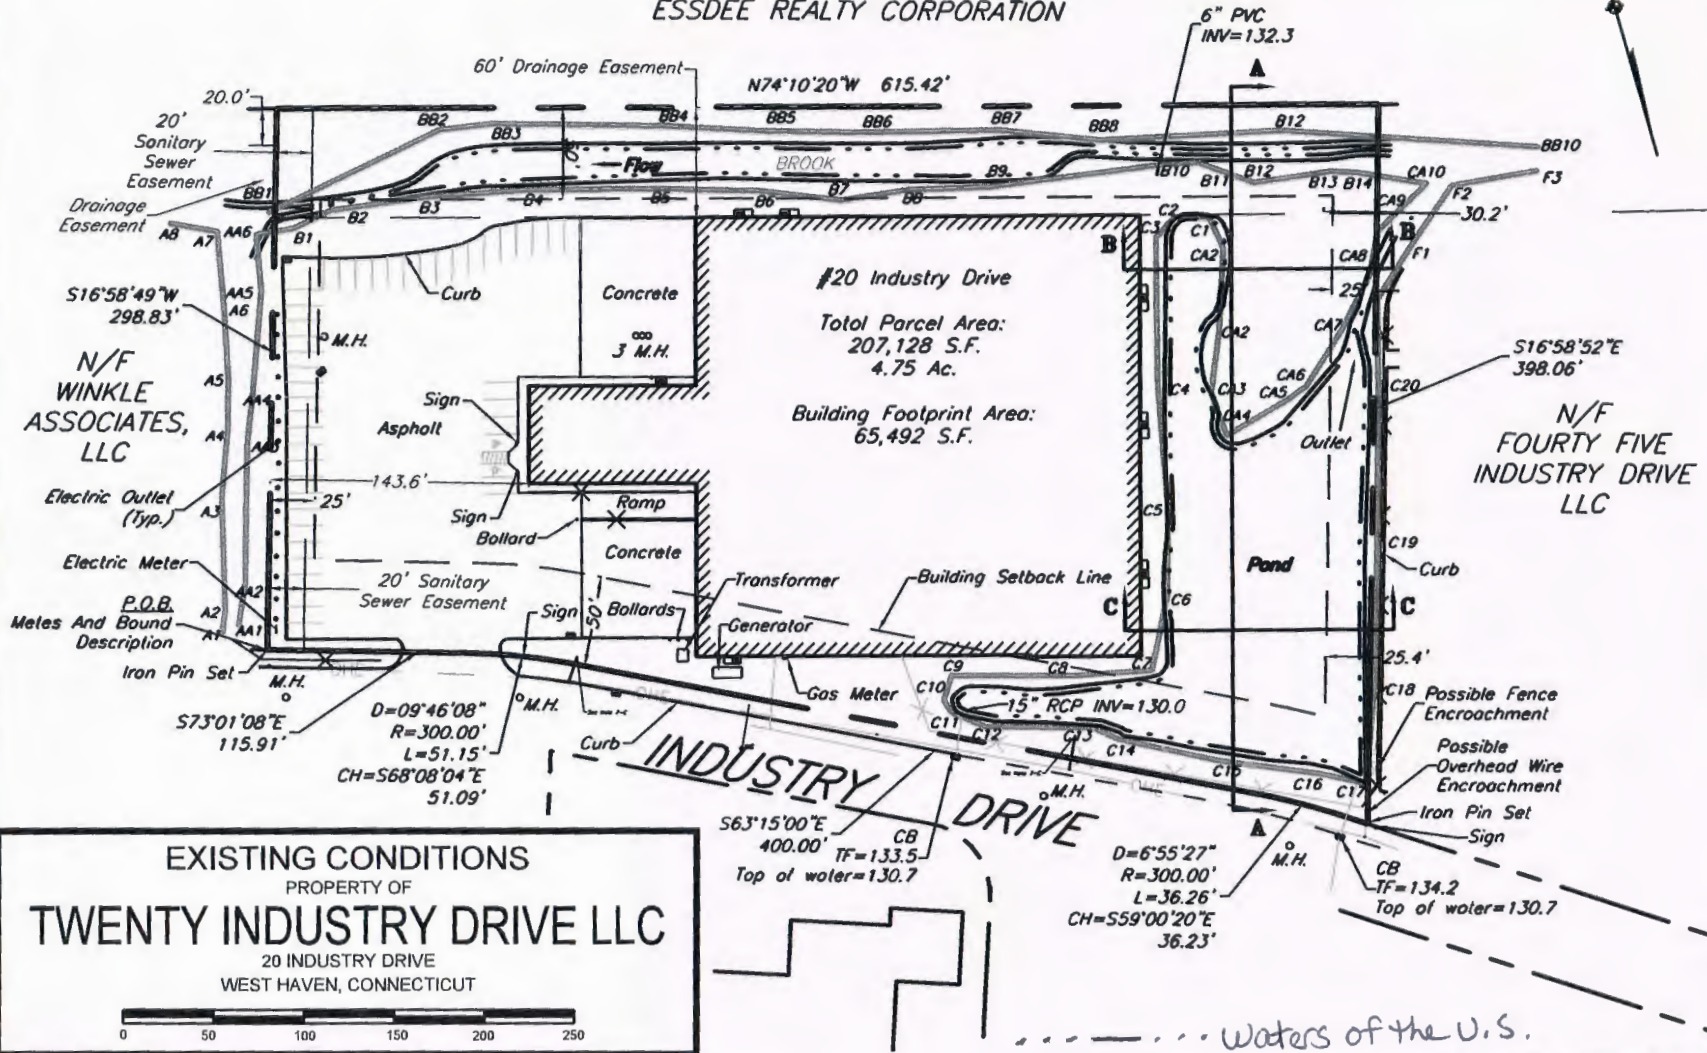 ESSDEE REALTY CORPORATION
6" PVC
INV=132.3
A
60' Drainage Easement
N74°10'20"W 615.42'
20.0'
20'
Sanitary
Sewer
Easement
Drainage
Easement
BB1
BB2
BB3
BB4
BB5
BB6
BB7
BB8
B12
BB10
Flow
BROOK
B1
B2
B3
B4
B5
B6
B7
B8
B9
B10
B11
B12
B13
B14
CA10
F2
F3
CA9
30.2'
A8
A7
AA6
C3
C2
C1
CA2
B
B
CA8
F1
25'
S16°58'49"W
298.83'
AA5
A6
Curb
Concrete
3 M.H.
M.H.
#20 Industry Drive
Total Parcel Area:
207,128 S.F.
4.75 Ac.
Building Footprint Area:
65,492 S.F.
CA2
CA7
CA6
CA5
CA3
CA4
C4
C20
Outlet
S16°58'52"E
398.06'
N/F
WINKLE
ASSOCIATES,
LLC
N/F
FOURTY FIVE
INDUSTRY DRIVE
LLC
A5
AA4
A4
Sign
Asphalt
143.6'
Electric Outlet
(Typ.)
A3
25'
Sign
Ramp
Bollard
Concrete
C5
C19
Curb
Pond
Electric Meter
20' Sanitary
Sewer Easement
AA2
A2
A1
AA1
P.O.B.
Metes And Bound
Description
Iron Pin Set
Sign
50'
Bollards
Transformer
Building Setback Line
Generator
C
C
C6
C7
C8
C9
C10
C11
C12
C13
C14
C15
C16
C17
C18
25.4'
Gas Meter
15" RCP INV=130.0
Possible Fence
Encroachment
Possible
Overhead Wire
Encroachment
Iron Pin Set
Sign
M.H.
OHE
S73°01'08"E
115.91'
D=09°46'08"
R=300.00'
L=51.15'
CH=S68°08'04"E
51.09'
M.H.
OHE
Curb
INDUSTRY DRIVE
M.H.
OHE
S63°15'00"E
400.00'
CB
TF=133.5
Top of water=130.7
D=6°55'27"
R=300.00'
L=36.26'
CH=S59°00'20"E
36.23'
A
M.H.
CB
TF=134.2
Top of water=130.7
EXISTING CONDITIONS
PROPERTY OF
TWENTY INDUSTRY DRIVE LLC
20 INDUSTRY DRIVE
WEST HAVEN, CONNECTICUT
0 50 100 150 200 250
Waters of the U.S.